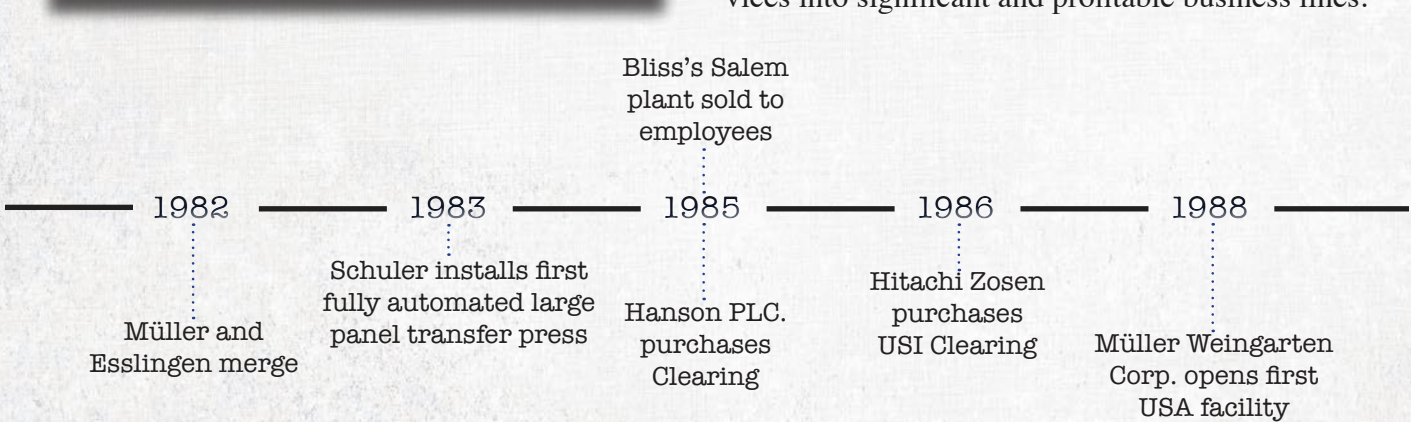 vices into significant and profitable business lines.
Bliss’s Salem
plant sold to
employees
1982
1983
1985
1986
1988
Müller and
Esslingen merge
Schuler installs first
fully automated large
panel transfer press
Hanson PLC.
purchases
Clearing
Hitachi Zosen
purchases
USI Clearing
Müller Weingarten
Corp. opens first
USA facility